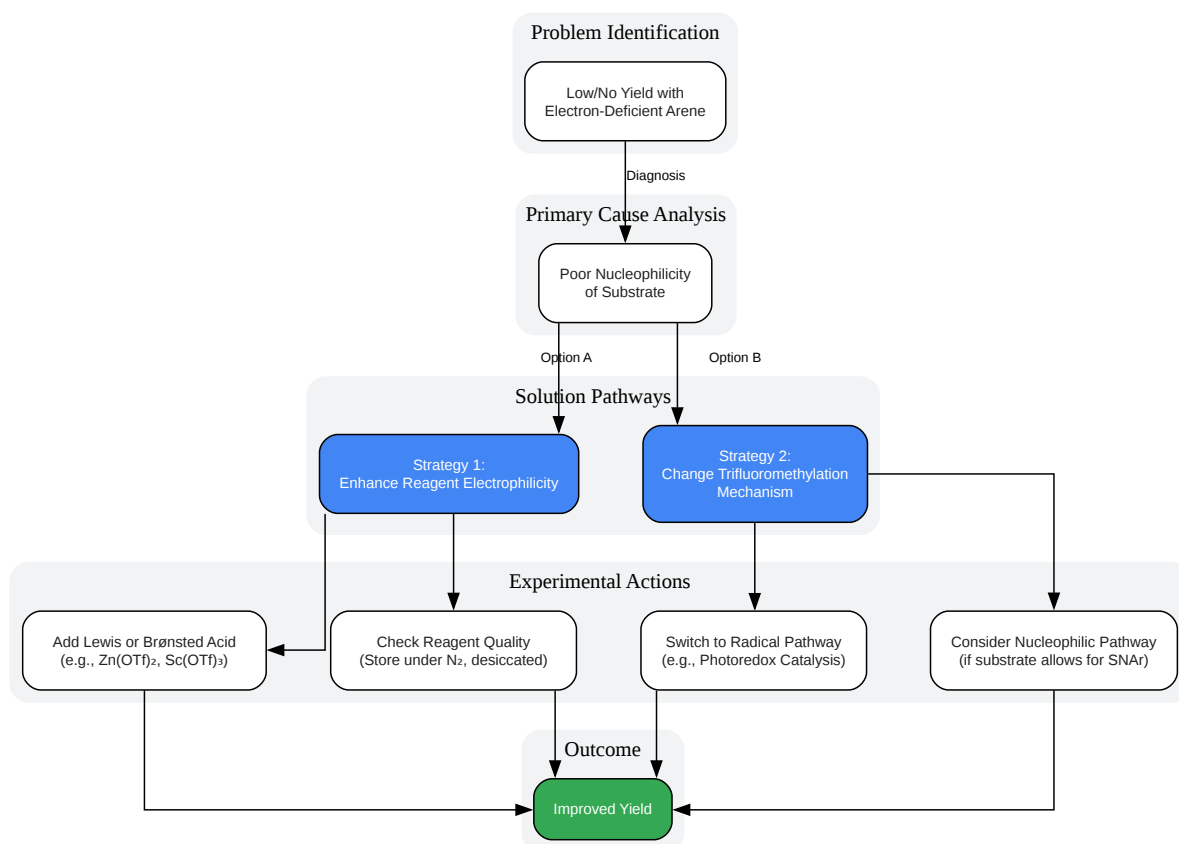 Problem Identification
Low/No Yield with
Electron-Deficient Arene
Diagnosis
Primary Cause Analysis
Poor Nucleophilicity
of Substrate
Option A
Option B
Solution Pathways
Strategy 1:
Enhance Reagent Electrophilicity
Strategy 2:
Change Trifluoromethylation
Mechanism
Experimental Actions
Add Lewis or Brønsted Acid
(e.g., Zn(OTf)₂, Sc(OTf)₃)
Check Reagent Quality
(Store under N₂, desiccated)
Switch to Radical Pathway
(e.g., Photoredox Catalysis)
Consider Nucleophilic Pathway
(if substrate allows for SNAr)
Outcome
Improved Yield